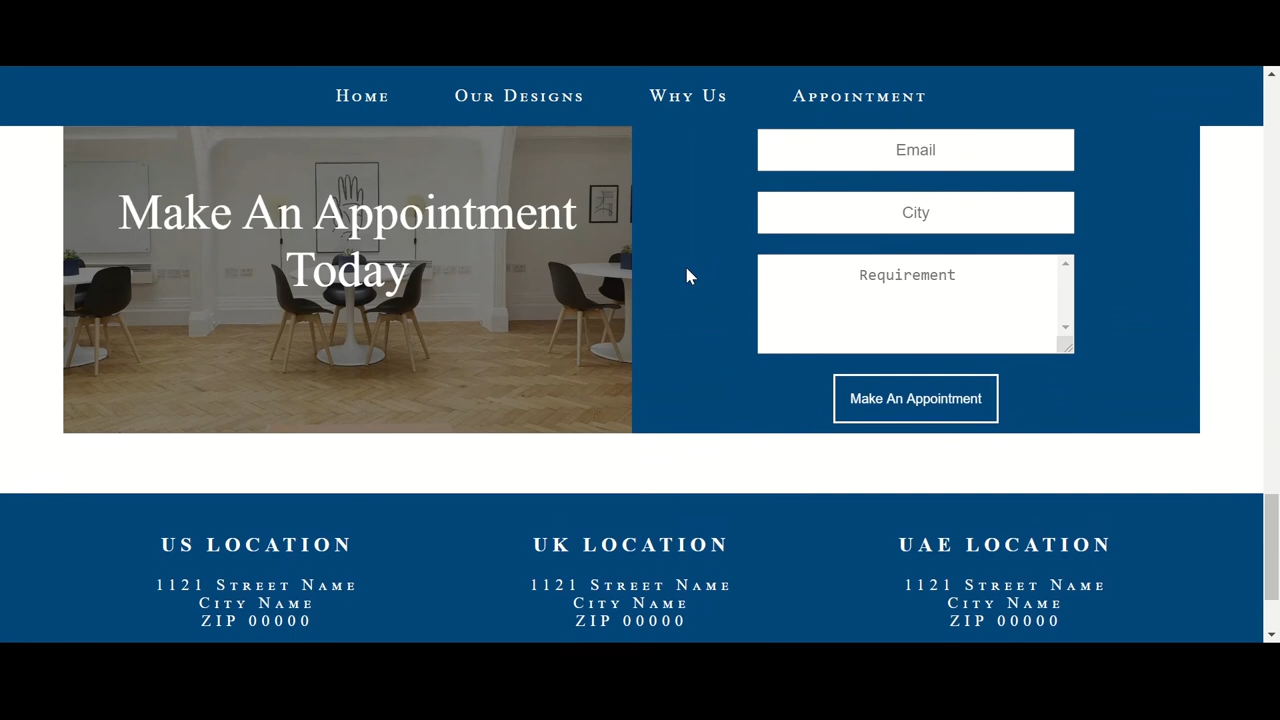 Home Our Designs Why Us Appointment
Make An Appointment
Today
Email
City
Requirement
Make An Appointment
US LOCATION
1121 Street Name
City Name
ZIP 00000
UK LOCATION
1121 Street Name
City Name
ZIP 00000
UAE LOCATION
1121 Street Name
City Name
ZIP 00000